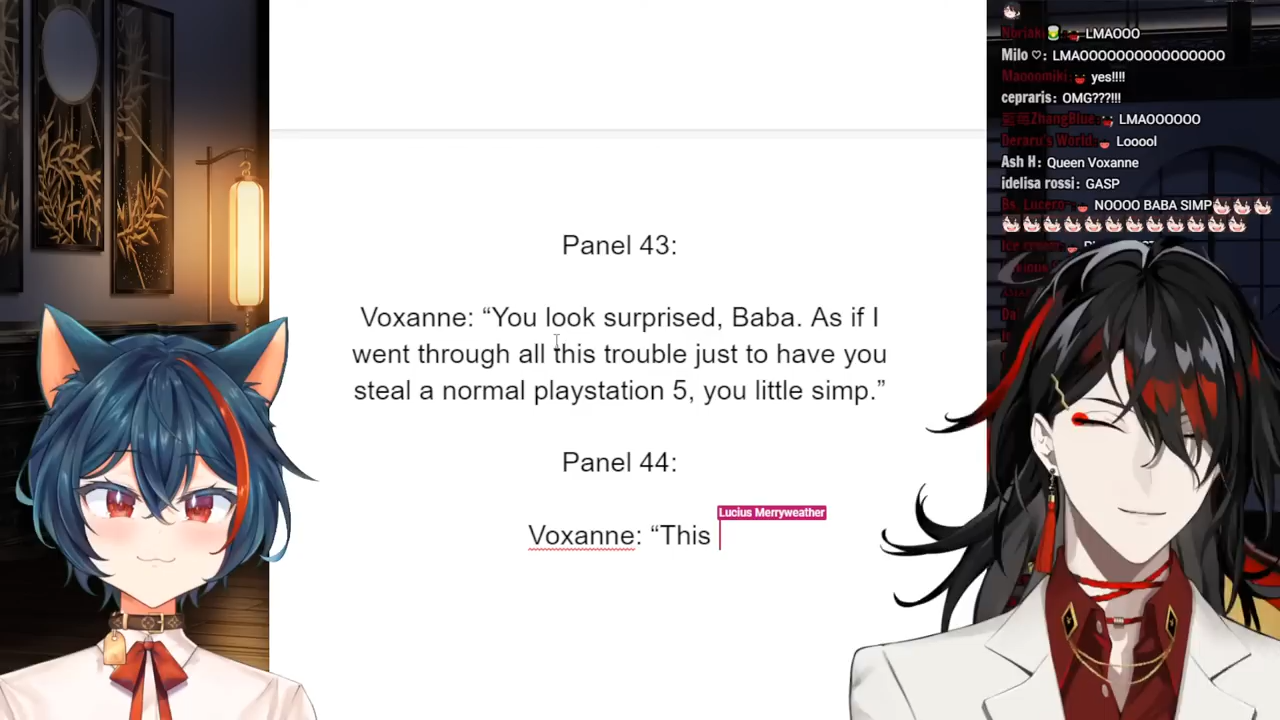 Panel 43:
Voxanne: “You look surprised, Baba. As if I
went through all this trouble just to have you
steal a normal playstation 5, you little simp.”
Panel 44:
Lucius Merryweather
Voxanne: “This
Noriaki LMAOOO
Milo ♡: LMAOOOOOOOOOOOOOOOO
Maooomiki yes!!!!
cepraris: OMG???!!!
ZhangBlue LMAOOOOOO
Deraru's World Looool
Ash H: Queen Voxanne
idelisa rossi: GASP
Bs_Lucero NOOOO BABA SIMP